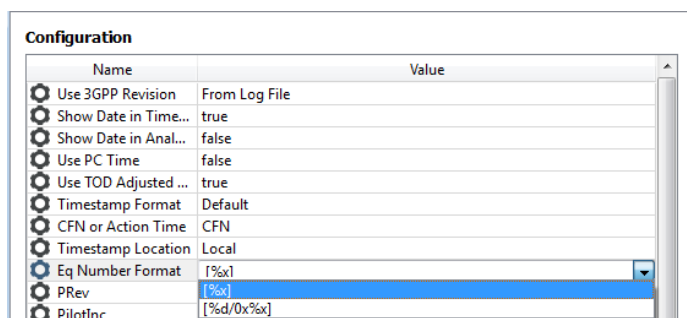 Configuration
Name Value
Use 3GPP Revision From Log File
Show Date in Time... true
Show Date in Anal... false
Use PC Time false
Use TOD Adjusted ... true
Timestamp Format Default
CFN or Action Time CFN
Timestamp Location Local
Eq Number Format [%x]
PRev [%x]
PilotInc [%d/0x%x]